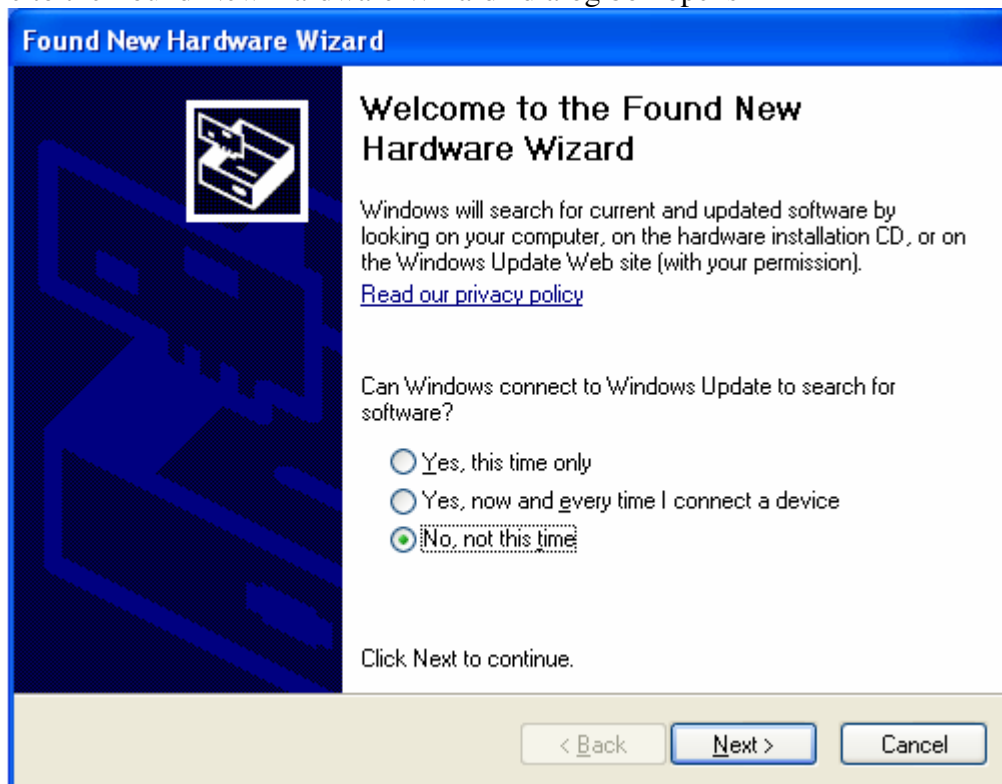 Found New Hardware Wizard
Welcome to the Found New
Hardware Wizard
Windows will search for current and updated software by
looking on your computer, on the hardware installation CD, or on
the Windows Update Web site (with your permission).
Read our privacy policy
Can Windows connect to Windows Update to search for
software?
Yes, this time only
Yes, now and every time I connect a device
No, not this time
Click Next to continue.
< Back Next > Cancel